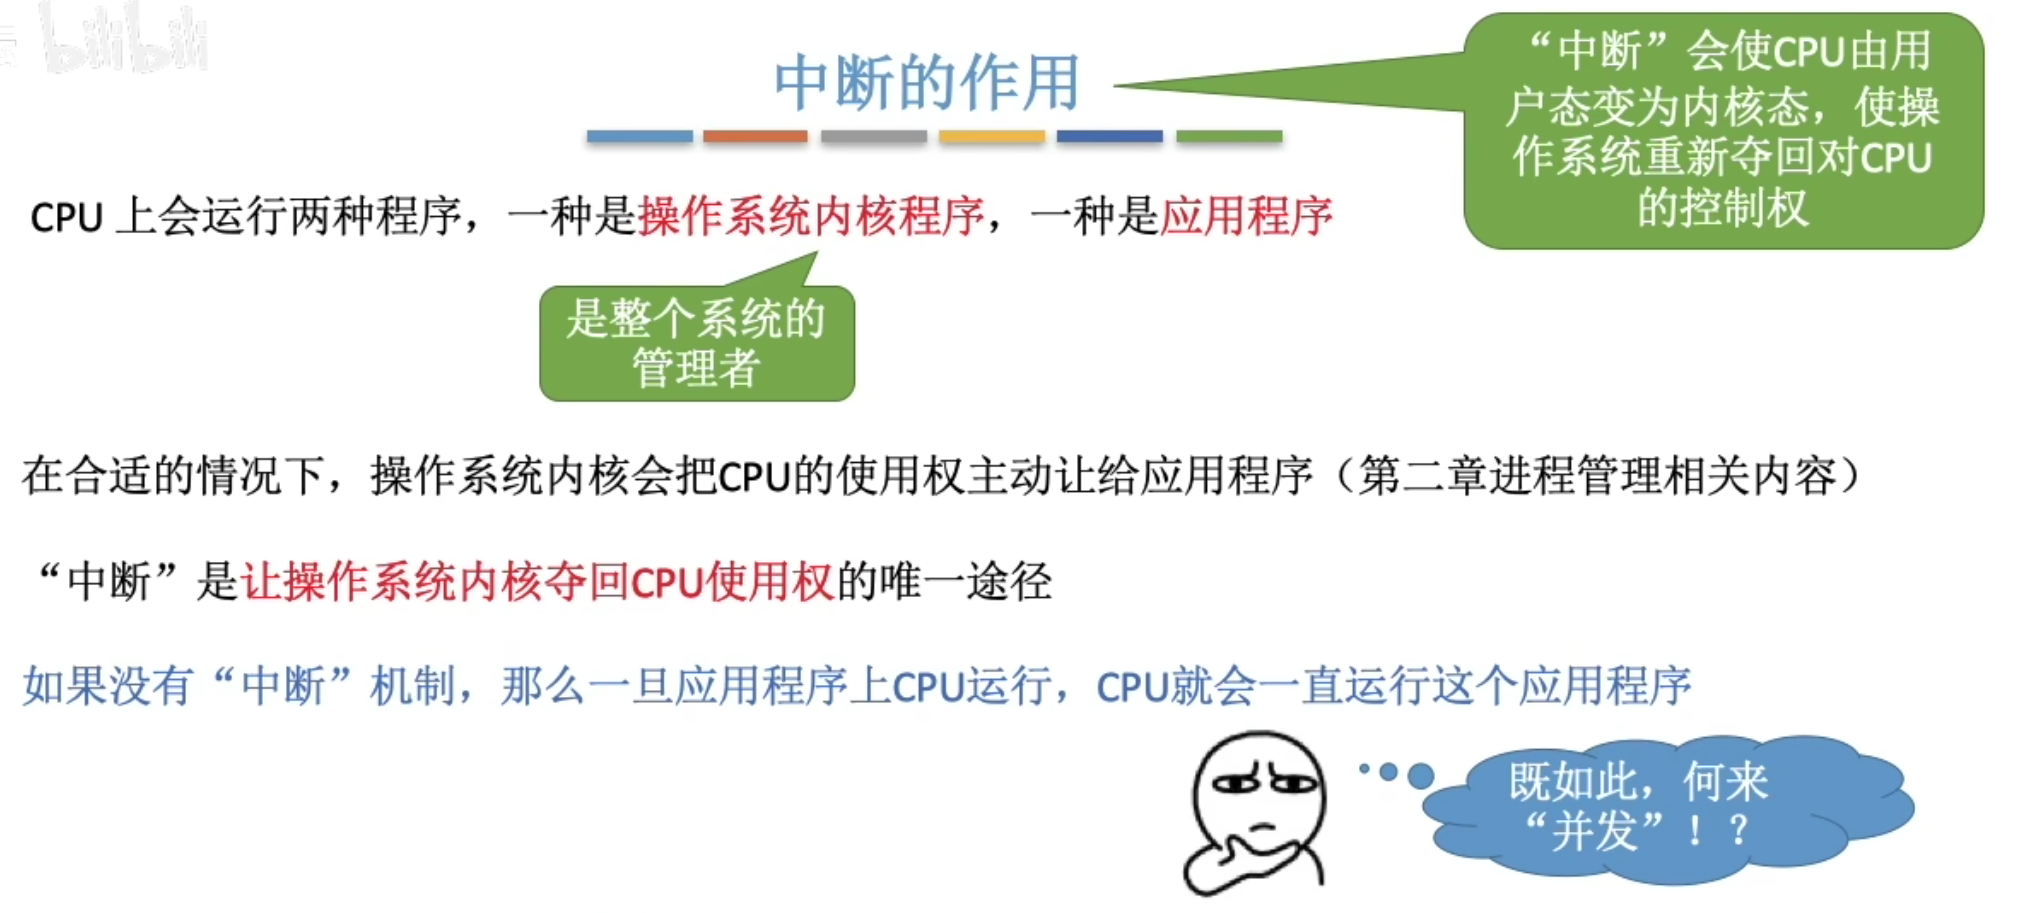 bilibili
中断的作用
“中断”会使CPU由用
户态变为内核态，使操
作系统重新夺回对CPU
的控制权
CPU 上会运行两种程序，一种是操作系统内核程序，一种是应用程序
是整个系统的
管理者
在合适的情况下，操作系统内核会把CPU的使用权主动让给应用程序（第二章进程管理相关内容）
“中断”是让操作系统内核夺回CPU使用权的唯一途径
如果没有“中断”机制，那么一旦应用程序上CPU运行，CPU就会一直运行这个应用程序
既如此，何来
“并发”！？